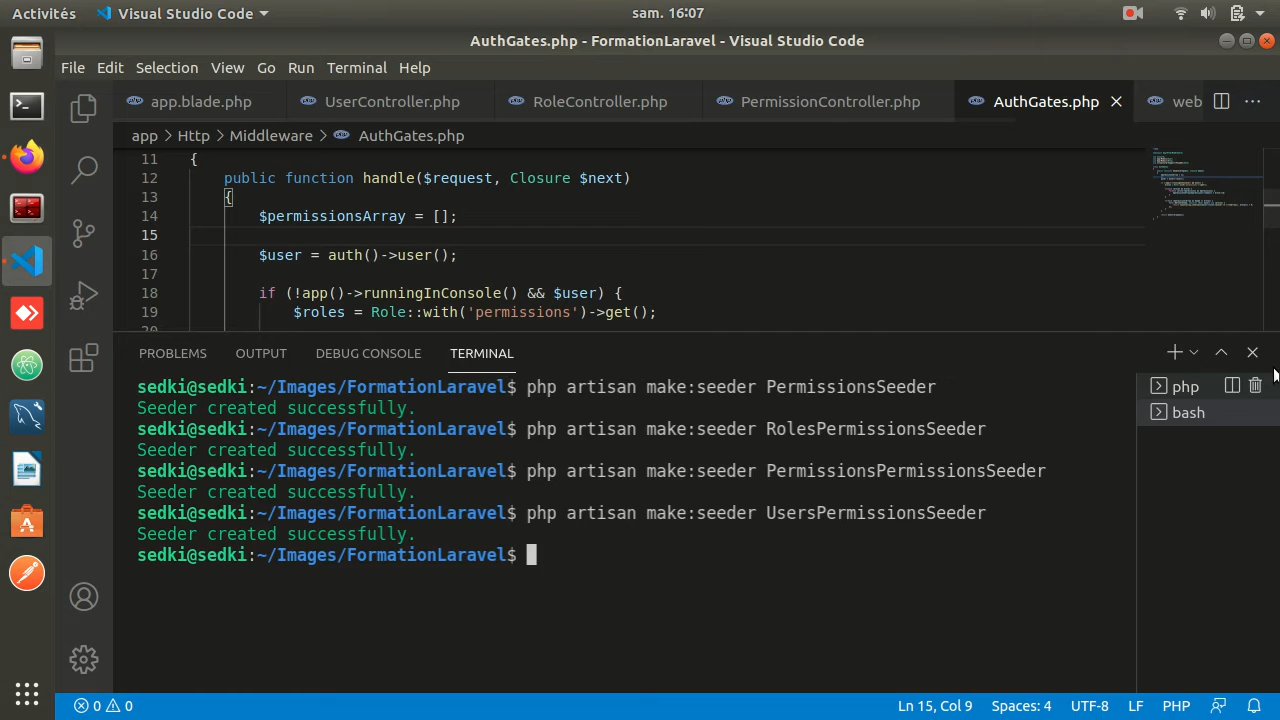 Activités Visual Studio Code sam. 16:07
AuthGates.php - FormationLaravel - Visual Studio Code
File Edit Selection View Go Run Terminal Help
app.blade.php UserController.php RoleController.php PermissionController.php AuthGates.php web
app > Http > Middleware > AuthGates.php
11 {
12 public function handle($request, Closure $next)
13 {
14 $permissionsArray = [];
15
16 $user = auth()->user();
17
18 if (!app()->runningInConsole() && $user) {
19 $roles = Role::with('permissions')->get();
20
PROBLEMS OUTPUT DEBUG CONSOLE TERMINAL
sedki@sedki:~/Images/FormationLaravel$ php artisan make:seeder PermissionsSeeder
Seeder created successfully.
sedki@sedki:~/Images/FormationLaravel$ php artisan make:seeder RolesPermissionsSeeder
Seeder created successfully.
sedki@sedki:~/Images/FormationLaravel$ php artisan make:seeder PermissionsPermissionsSeeder
Seeder created successfully.
sedki@sedki:~/Images/FormationLaravel$ php artisan make:seeder UsersPermissionsSeeder
Seeder created successfully.
sedki@sedki:~/Images/FormationLaravel$
php
bash
0 0 Ln 15, Col 9 Spaces: 4 UTF-8 LF PHP